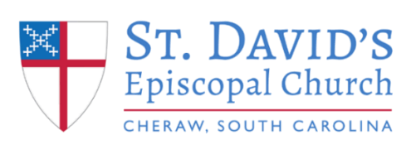 ST. DAVID'S
Episcopal Church
CHERAW, SOUTH CAROLINA